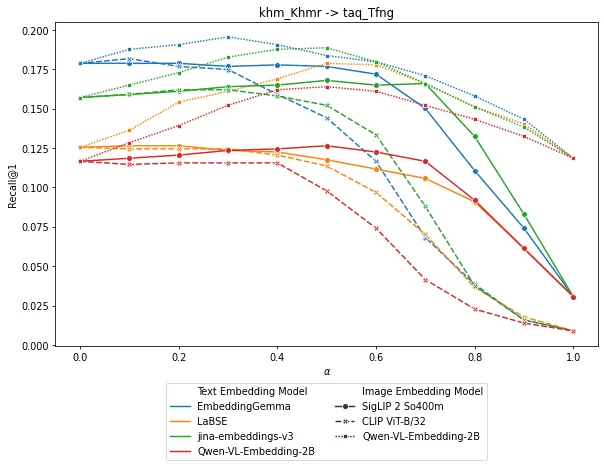 khm_Khmr -> taq_Tfng
Recall@1
0.200
0.175
0.150
0.125
0.100
0.075
0.050
0.025
0.000
0.0 0.2 0.4 0.6 0.8 1.0
α
Text Embedding Model
EmbeddingGemma
LaBSE
jina-embeddings-v3
Qwen-VL-Embedding-2B
Image Embedding Model
SigLIP 2 So400m
CLIP ViT-B/32
Qwen-VL-Embedding-2B